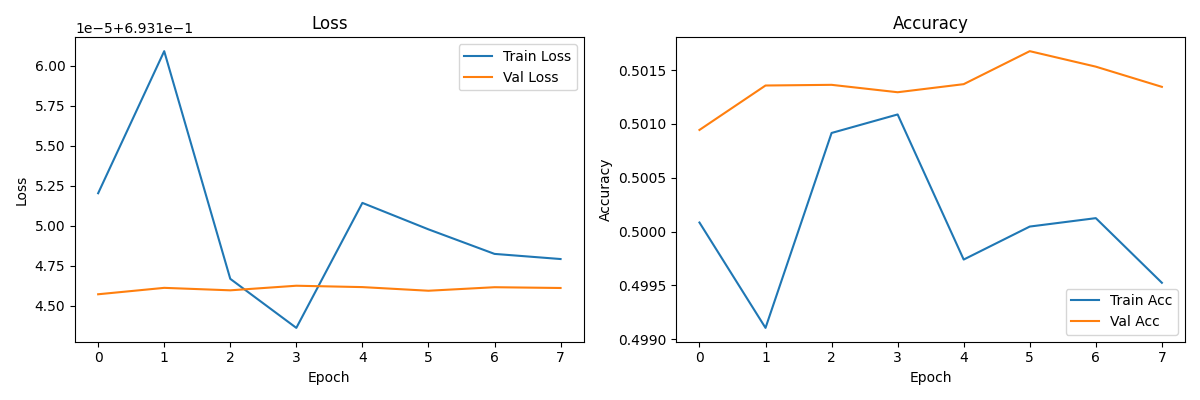 Loss
1e−5+6.931e−1
6.00
5.75
5.50
5.25
5.00
4.75
4.50
Loss
0 1 2 3 4 5 6 7
Epoch
Train Loss
Val Loss
Accuracy
0.5015
0.5010
0.5005
0.5000
0.4995
0.4990
Accuracy
0 1 2 3 4 5 6 7
Epoch
Train Acc
Val Acc